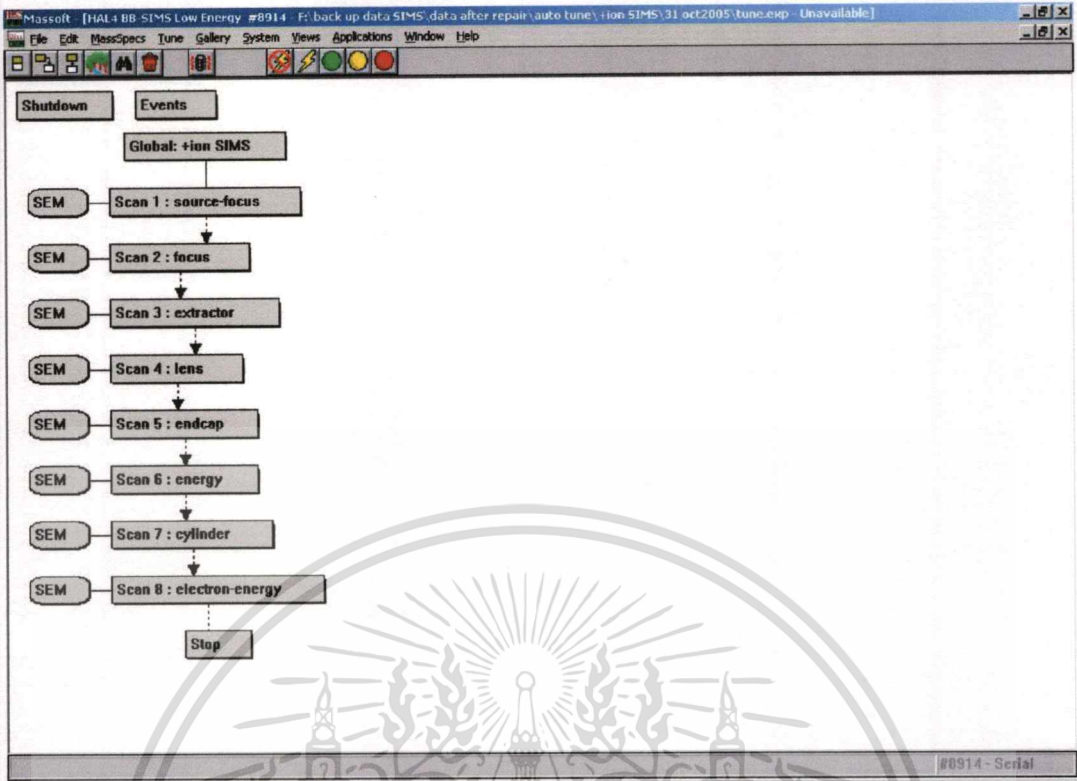 Massoft - [HAL4 BB-SIMS Low Energy #8914 - F:\back up data SIMS\data after repair\auto tune\+ion SIMS\31 oct2005\tune.exp - Unavailable]
File Edit MassSpecs Tune Gallery System Views Applications Window Help
Shutdown Events
Global: +ion SIMS
SEM Scan 1 : source-focus
SEM Scan 2 : focus
SEM Scan 3 : extractor
SEM Scan 4 : lens
SEM Scan 5 : endcap
SEM Scan 6 : energy
SEM Scan 7 : cylinder
SEM Scan 8 : electron-energy
Stop
#8914 - Serial